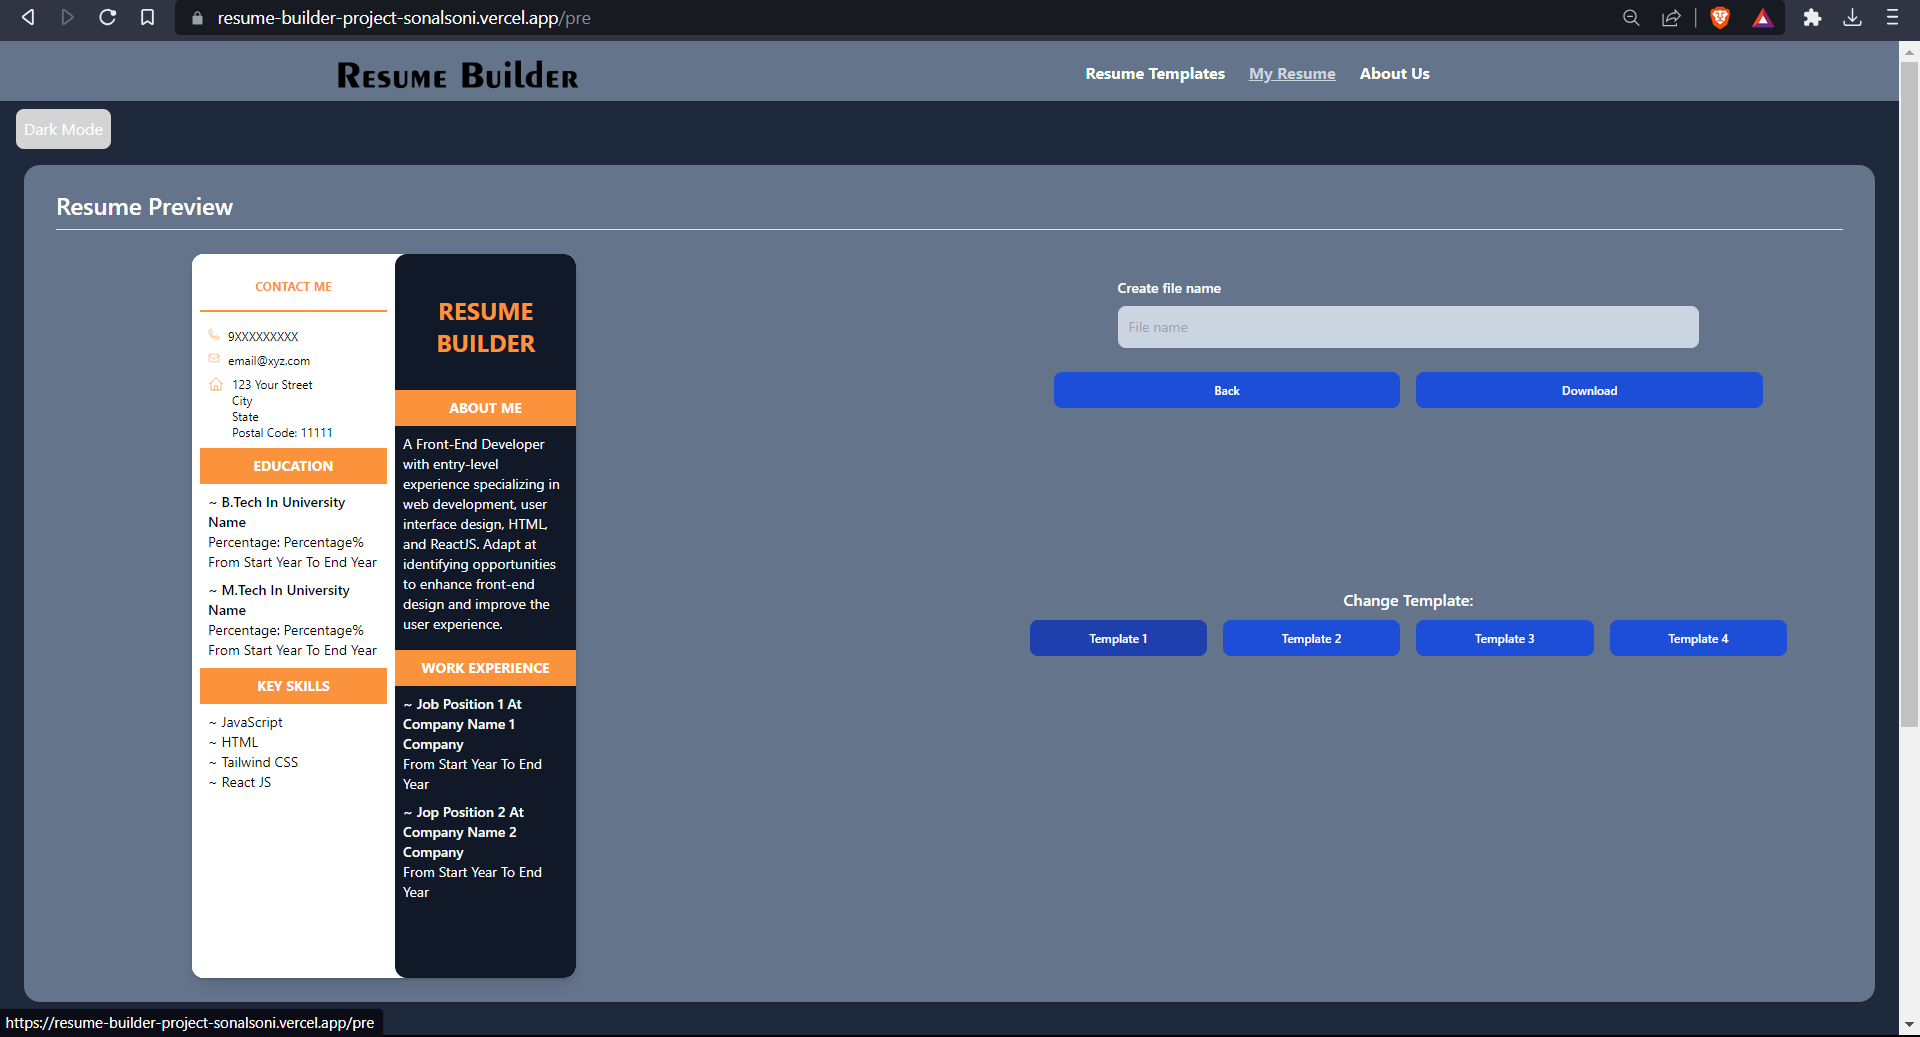 resume-builder-project-sonalsoni.vercel.app/pre
Resume Builder
Resume Templates
My Resume
About Us
Dark Mode
Resume Preview
CONTACT ME
9XXXXXXXXX
email@xyz.com
123 Your Street
City
State
Postal Code: 11111
EDUCATION
~ B.Tech In University
Name
Percentage: Percentage%
From Start Year To End Year
~ M.Tech In University
Name
Percentage: Percentage%
From Start Year To End Year
KEY SKILLS
~ JavaScript
~ HTML
~ Tailwind CSS
~ React JS
RESUME
BUILDER
ABOUT ME
A Front-End Developer
with entry-level
experience specializing in
web development, user
interface design, HTML,
and ReactJS. Adapt at
identifying opportunities
to enhance front-end
design and improve the
user experience.
WORK EXPERIENCE
~ Job Position 1 At
Company Name 1
Company
From Start Year To End
Year
~ Jop Position 2 At
Company Name 2
Company
From Start Year To End
Year
Create file name
File name
Back
Download
Change Template:
Template 1
Template 2
Template 3
Template 4
https://resume-builder-project-sonalsoni.vercel.app/pre